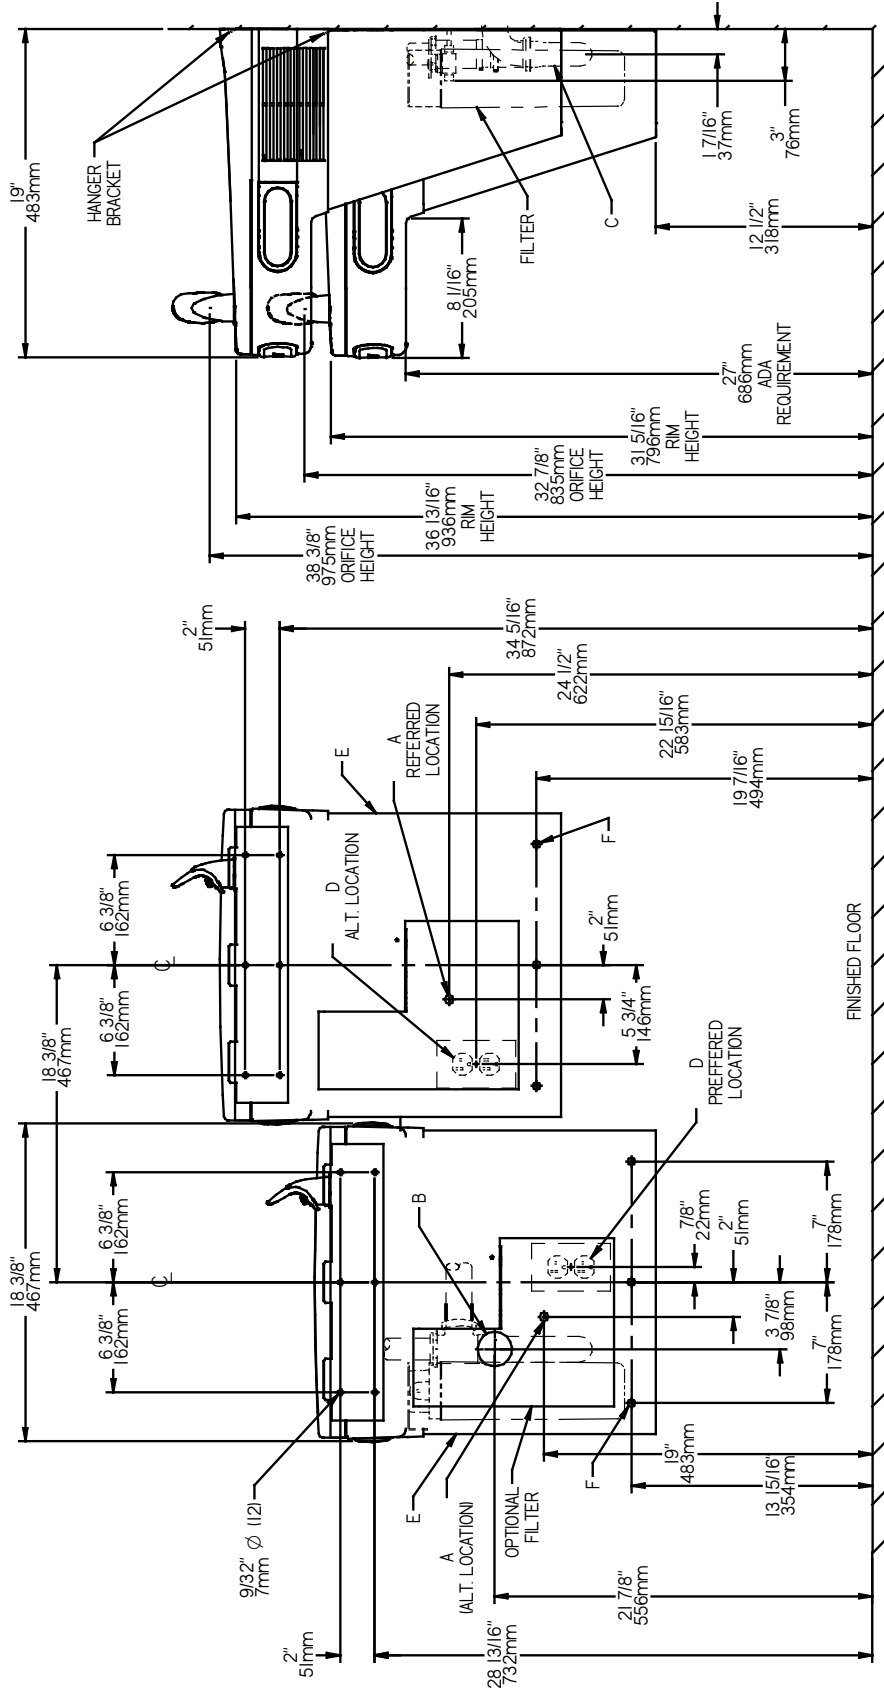 19"
483mm
HANGER
BRACKET
FILTER
C
1 7/16"
37mm
3"
76mm
12 1/2"
318mm
8 1/16"
205mm
27"
686mm
ADA
REQUIREMENT
31 5/16"
796mm
RIM
HEIGHT
32 7/8"
835mm
ORIFICE
HEIGHT
36 13/16"
936mm
RIM
HEIGHT
38 3/8"
975mm
ORIFICE
HEIGHT
2"
51mm
34 5/16"
872mm
24 1/2"
622mm
22 15/16"
583mm
19 7/16"
494mm
A
REFERRED
LOCATION
E
D
ALT. LOCATION
F
6 3/8"
162mm
6 3/8"
162mm
CL
18 3/8"
467mm
2"
51mm
5 3/4"
146mm
FINISHED FLOOR
D
PREFFERED
LOCATION
18 3/8"
467mm
6 3/8"
162mm
6 3/8"
162mm
CL
B
7/8"
22mm
2"
51mm
3 7/8"
98mm
7"
178mm
7"
178mm
9/32" Ø (12)
7mm
E
A
(ALT. LOCATION)
OPTIONAL
FILTER
F
19"
483mm
13 15/16"
354mm
21 7/8"
556mm
2"
51mm
28 13/16"
732mm